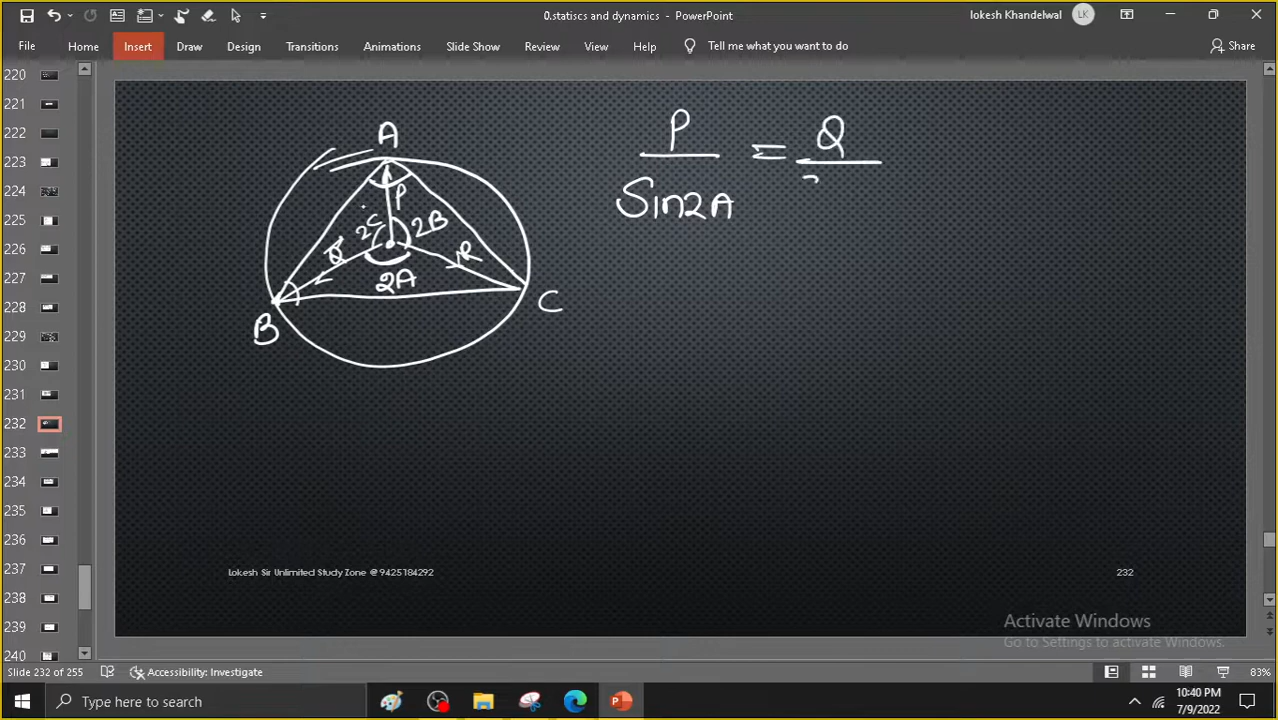 0.statiscs and dynamics - PowerPoint
lokesh Khandelwal
LK
File Home Insert Draw Design Transitions Animations Slide Show Review View Help Tell me what you want to do Share
220
221
222
223
224
225
226
227
228
229
230
231
232
233
234
235
236
237
238
239
240
A
P
2C 2B
Q R
2A
B
C
P = Q
Sin2A
Lokesh Sir Unlimited Study Zone @ 9425184292
232
Activate Windows
Go to Settings to activate Windows.
Slide 232 of 255 Accessibility: Investigate 83%
Type here to search
10:40 PM
7/9/2022